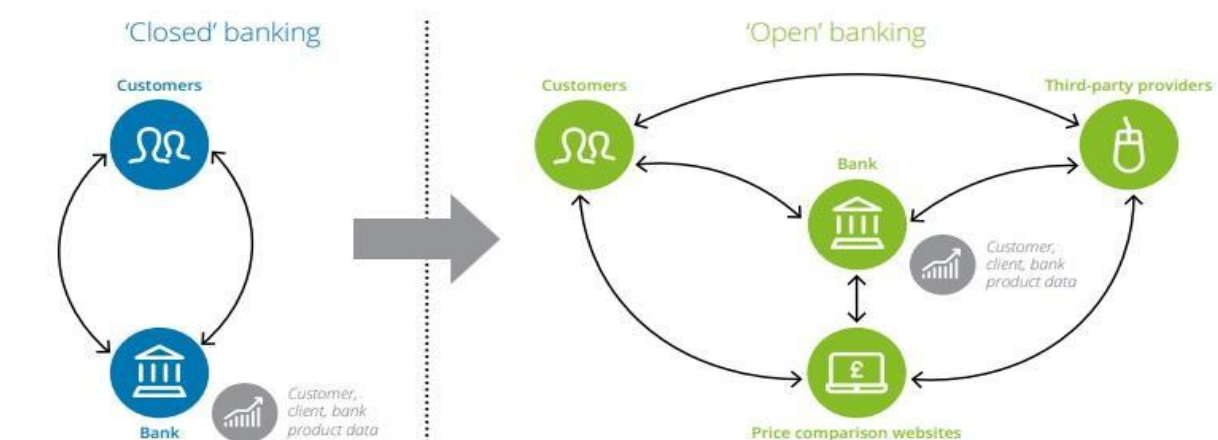 ‘Closed’ banking
Customers
Bank
Customer,
client, bank
product data
‘Open’ banking
Customers
Third-party providers
Bank
Customer,
client, bank
product data
£
Price comparison websites